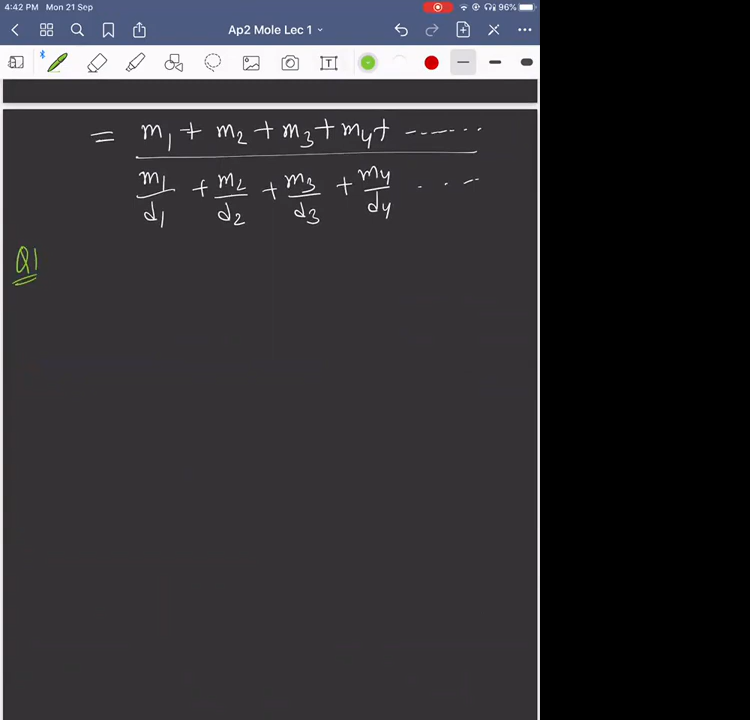 4:42 PM Mon 21 Sep 96%
Ap2 Mole Lec 1
T
= m₁ + m₂ + m₃ + m₄ + ------
m₁/d₁ + m₂/d₂ + m₃/d₃ + m₄/d₄ . . --
Q1